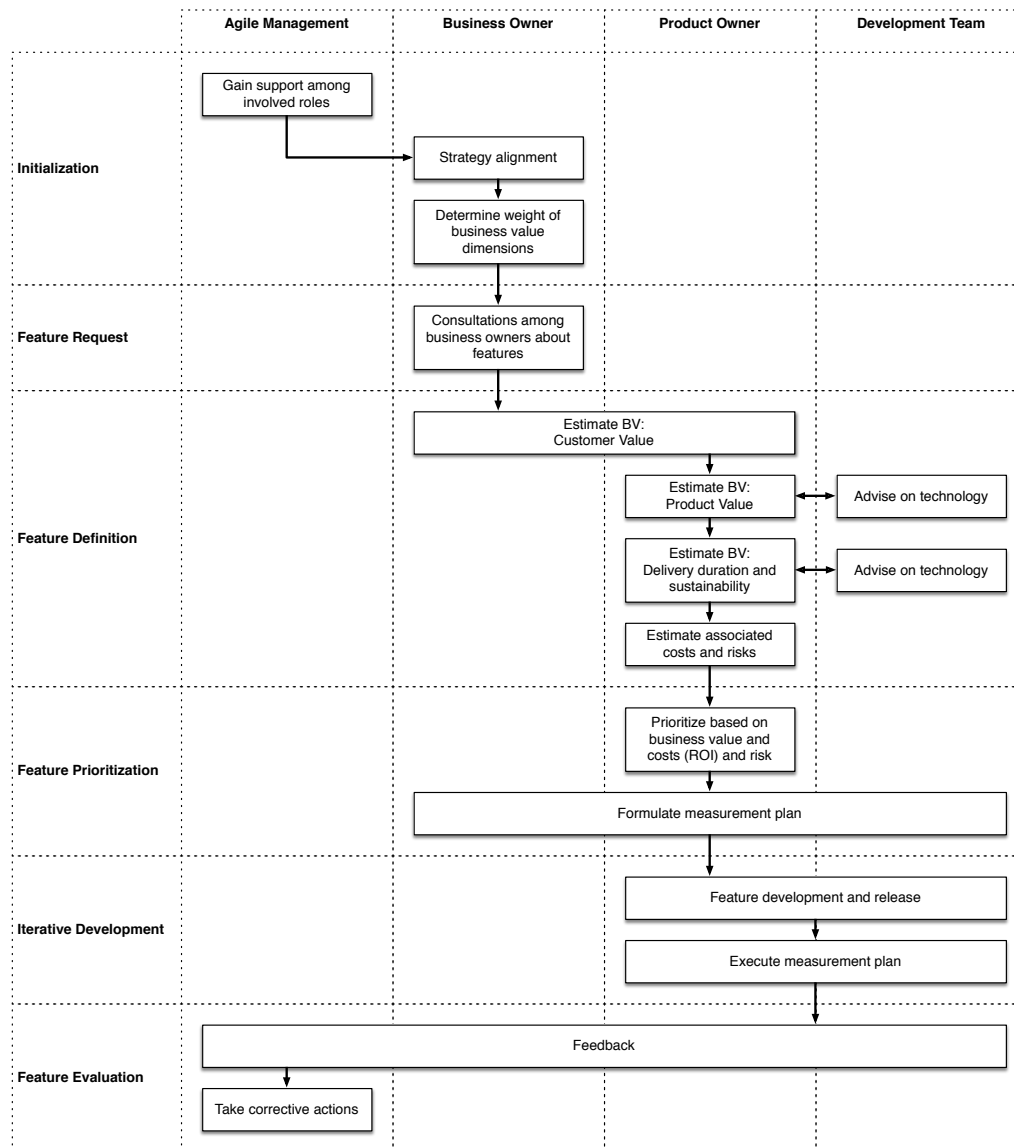 Agile Management
Business Owner
Product Owner
Development Team
Initialization
Gain support among
involved roles
Strategy alignment
Determine weight of
business value
dimensions
Feature Request
Consultations among
business owners about
features
Feature Definition
Estimate BV:
Customer Value
Estimate BV:
Product Value
Advise on technology
Estimate BV:
Delivery duration and
sustainability
Advise on technology
Estimate associated
costs and risks
Feature Prioritization
Prioritize based on
business value and
costs (ROI) and risk
Formulate measurement plan
Iterative Development
Feature development and release
Execute measurement plan
Feature Evaluation
Feedback
Take corrective actions